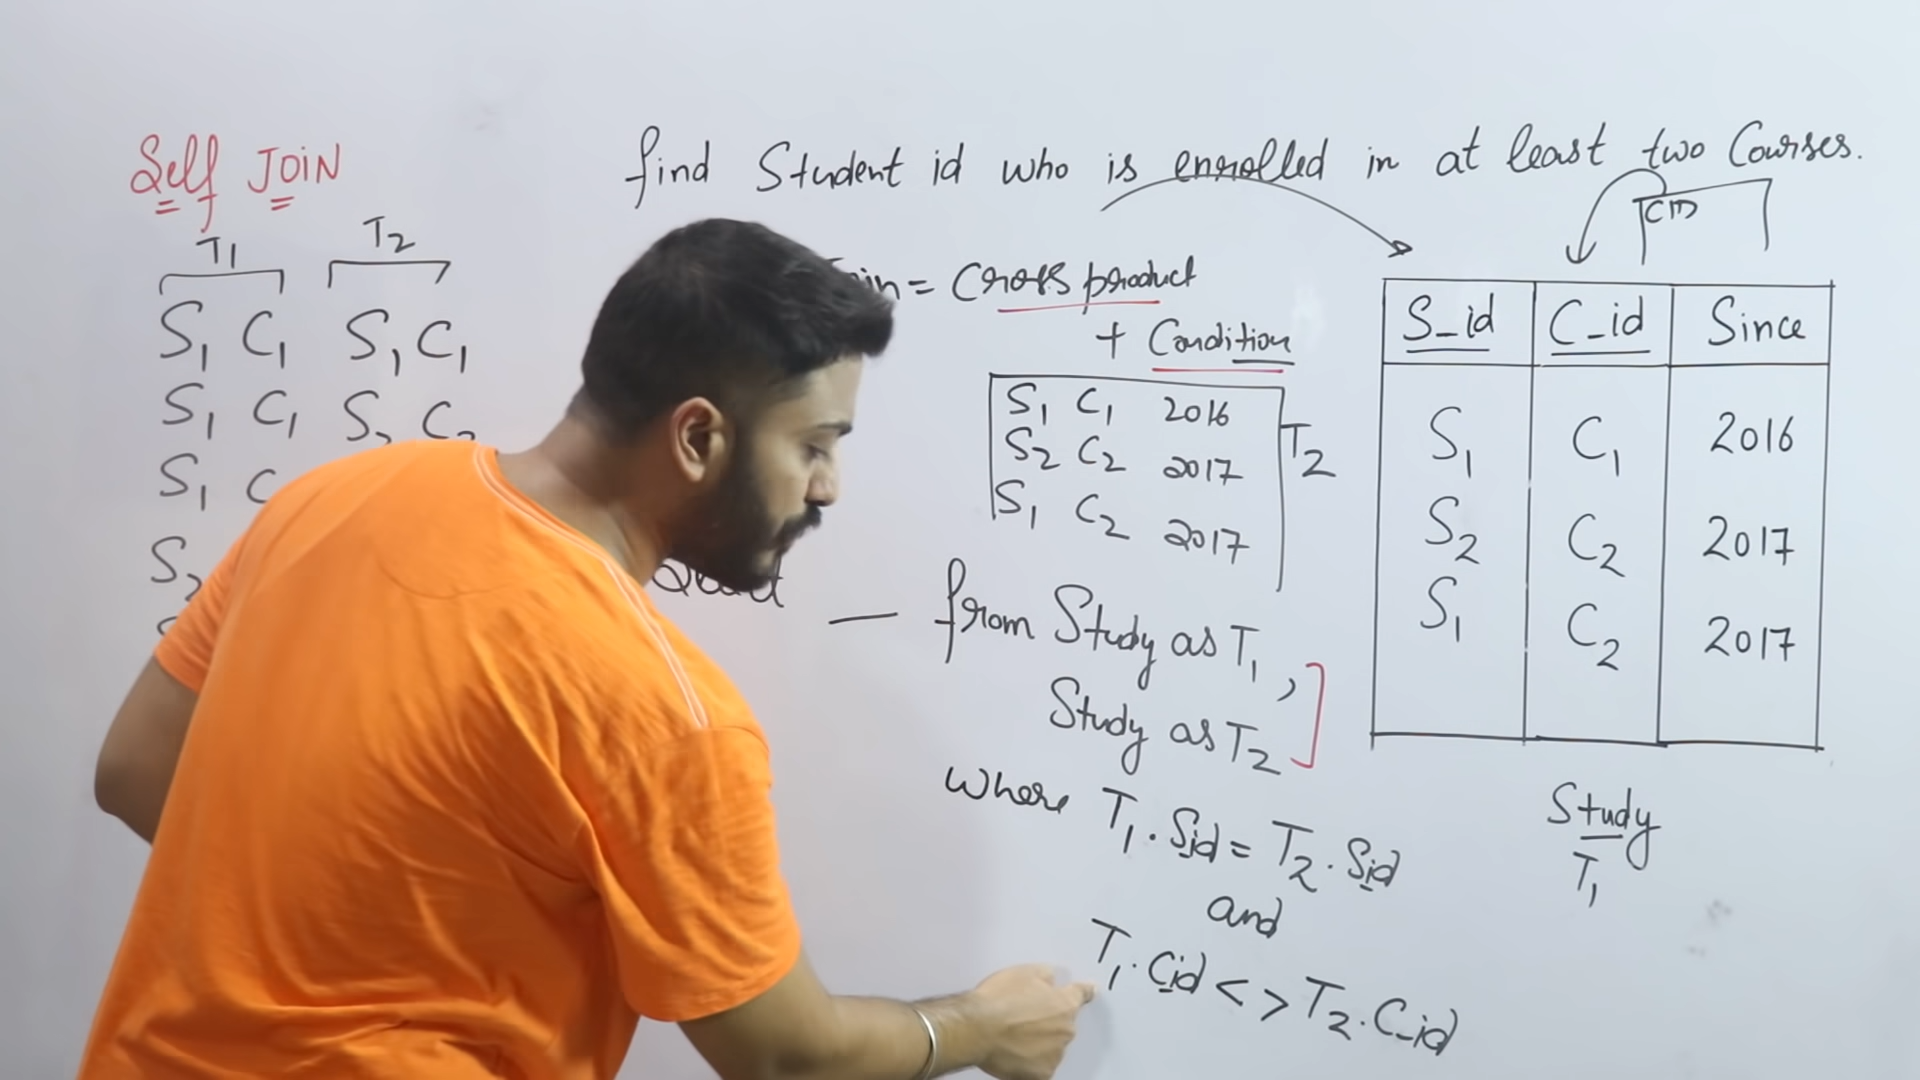 Self JOIN
find Student id who is enrolled in at least two Courses.
T1 T2
S1 C1 S1 C1
S1 C1 S2 C2
S1 C
S2
= Cross product
+ Condition
S1 C1 2016
S2 C2 2017
S1 C2 2017
T2
— from Study as T1,
Study as T2
where T1.Sid = T2.Sid
and
T1.Cid <> T2.C_id
S_id C_id Since
S1 C1 2016
S2 C2 2017
S1 C2 2017
Study
T1